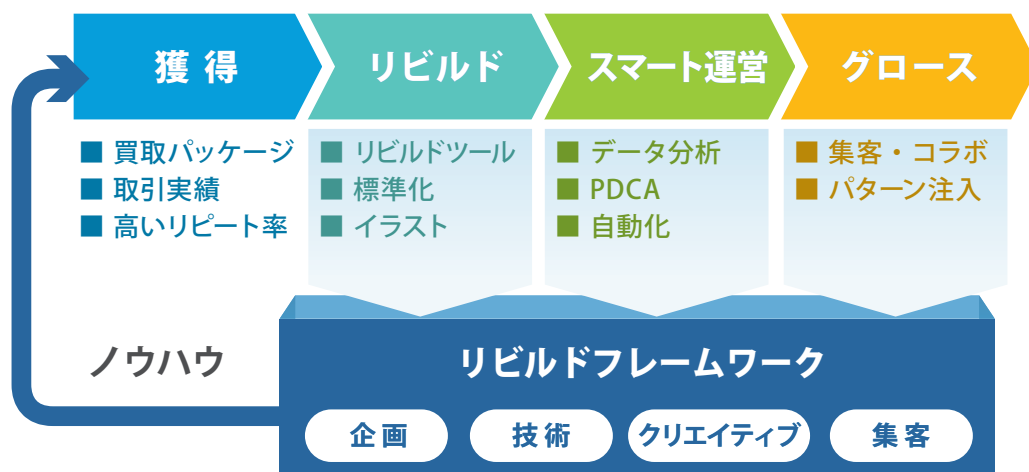 獲得
リビルド
スマート運営
グロース
■ 買取パッケージ
■ 取引実績
■ 高いリピート率
■ リビルドツール
■ 標準化
■ イラスト
■ データ分析
■ PDCA
■ 自動化
■ 集客・コラボ
■ パターン注入
ノウハウ
リビルドフレームワーク
企画
技術
クリエイティブ
集客